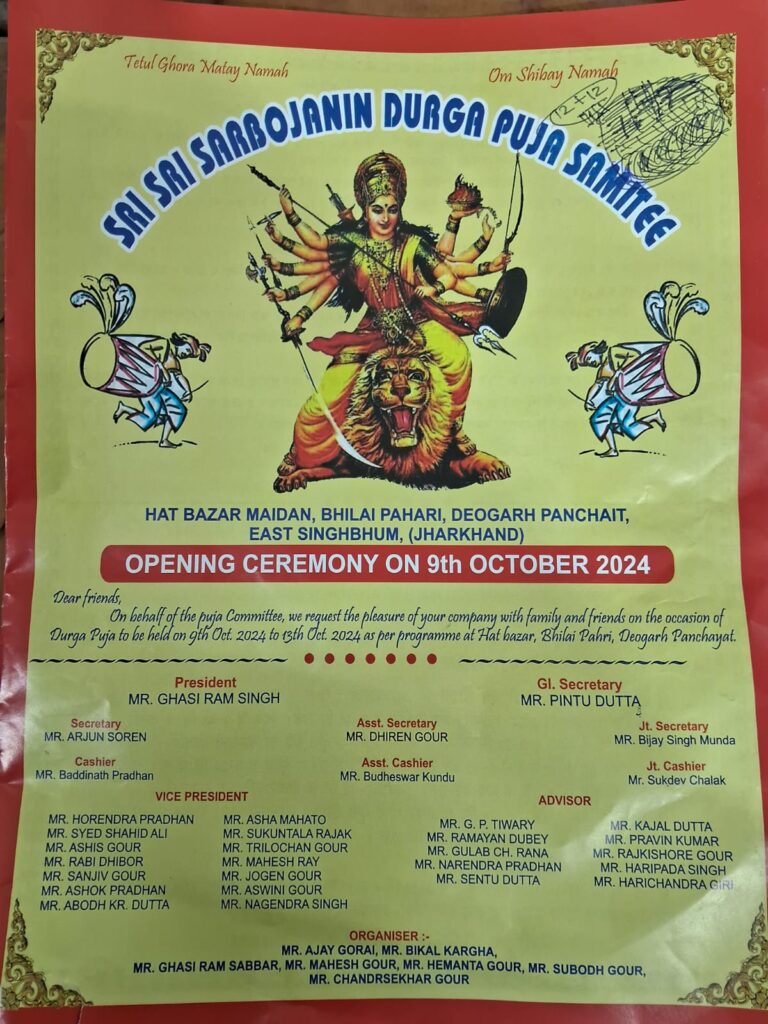 Tetul Ghora Matay Namah
Om Shibay Namah
12+12
SRI SRI SARBOJANIN DURGA PUJA SAMITEE
HAT BAZAR MAIDAN, BHILAI PAHARI, DEOGARH PANCHAIT,
EAST SINGHBHUM, (JHARKHAND)
OPENING CEREMONY ON 9th OCTOBER 2024
Dear friends,
On behalf of the puja Committee, we request the pleasure of your company with family and friends on the occasion of
Durga Puja to be held on 9th Oct. 2024 to 13th Oct. 2024 as per programme at Hat bazar, Bhilai Pahri, Deogarh Panchayat.
President
MR. GHASI RAM SINGH
Gl. Secretary
MR. PINTU DUTTA
Secretary
MR. ARJUN SOREN
Asst. Secretary
MR. DHIREN GOUR
Jt. Secretary
MR. Bijay Singh Munda
Cashier
MR. Baddinath Pradhan
Asst. Cashier
MR. Budheswar Kundu
Jt. Cashier
Mr. Sukdev Chalak
VICE PRESIDENT
MR. HORENDRA PRADHAN
MR. SYED SHAHID ALI
MR. ASHIS GOUR
MR. RABI DHIBOR
MR. SANJIV GOUR
MR. ASHOK PRADHAN
MR. ABODH KR. DUTTA
MR. ASHA MAHATO
MR. SUKUNTALA RAJAK
MR. TRILOCHAN GOUR
MR. MAHESH RAY
MR. JOGEN GOUR
MR. ASWINI GOUR
MR. NAGENDRA SINGH
ADVISOR
MR. G. P. TIWARY
MR. RAMAYAN DUBEY
MR. GULAB CH. RANA
MR. NARENDRA PRADHAN
MR. SENTU DUTTA
MR. KAJAL DUTTA
MR. PRAVIN KUMAR
MR. RAJKISHORE GOUR
MR. HARIPADA SINGH
MR. HARICHANDRA GIRI
ORGANISER :-
MR. AJAY GORAI, MR. BIKAL KARGHA,
MR. GHASI RAM SABBAR, MR. MAHESH GOUR, MR. HEMANTA GOUR, MR. SUBODH GOUR,
MR. CHANDRSEKHAR GOUR